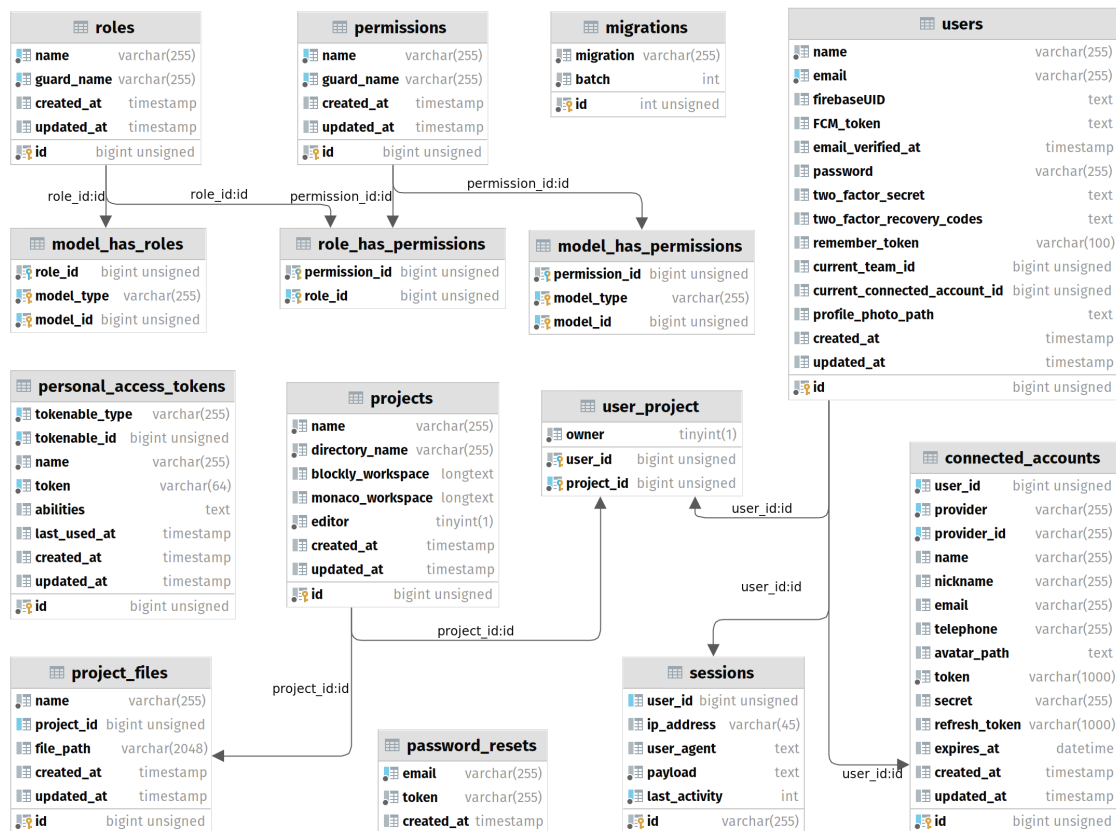 roles
name varchar(255)
guard_name varchar(255)
created_at timestamp
updated_at timestamp
id bigint unsigned
permissions
name varchar(255)
guard_name varchar(255)
created_at timestamp
updated_at timestamp
id bigint unsigned
migrations
migration varchar(255)
batch int
id int unsigned
users
name varchar(255)
email varchar(255)
firebaseUID text
FCM_token text
email_verified_at timestamp
password varchar(255)
two_factor_secret text
two_factor_recovery_codes text
remember_token varchar(100)
current_team_id bigint unsigned
current_connected_account_id bigint unsigned
profile_photo_path text
created_at timestamp
updated_at timestamp
id bigint unsigned
role_id:id
role_id:id
permission_id:id
permission_id:id
model_has_roles
role_id bigint unsigned
model_type varchar(255)
model_id bigint unsigned
role_has_permissions
permission_id bigint unsigned
role_id bigint unsigned
model_has_permissions
permission_id bigint unsigned
model_type varchar(255)
model_id bigint unsigned
personal_access_tokens
tokenable_type varchar(255)
tokenable_id bigint unsigned
name varchar(255)
token varchar(64)
abilities text
last_used_at timestamp
created_at timestamp
updated_at timestamp
id bigint unsigned
projects
name varchar(255)
directory_name varchar(255)
blockly_workspace longtext
monaco_workspace longtext
editor tinyint(1)
created_at timestamp
updated_at timestamp
id bigint unsigned
user_project
owner tinyint(1)
user_id bigint unsigned
project_id bigint unsigned
user_id:id
user_id:id
project_id:id
project_id:id
user_id:id
connected_accounts
user_id bigint unsigned
provider varchar(255)
provider_id varchar(255)
name varchar(255)
nickname varchar(255)
email varchar(255)
telephone varchar(255)
avatar_path text
token varchar(1000)
secret varchar(255)
refresh_token varchar(1000)
expires_at datetime
created_at timestamp
updated_at timestamp
id bigint unsigned
project_files
name varchar(255)
project_id bigint unsigned
file_path varchar(2048)
created_at timestamp
updated_at timestamp
id bigint unsigned
password_resets
email varchar(255)
token varchar(255)
created_at timestamp
sessions
user_id bigint unsigned
ip_address varchar(45)
user_agent text
payload text
last_activity int
id varchar(255)